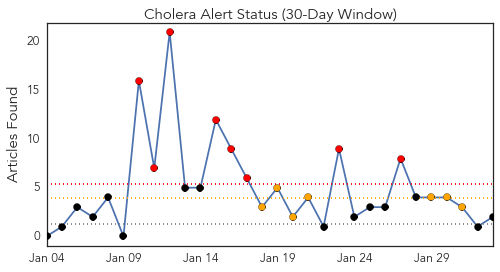 Cholera Alert Status (30-Day Window)
Articles Found
20
15
10
5
0
Jan 04
Jan 09
Jan 14
Jan 19
Jan 24
Jan 29